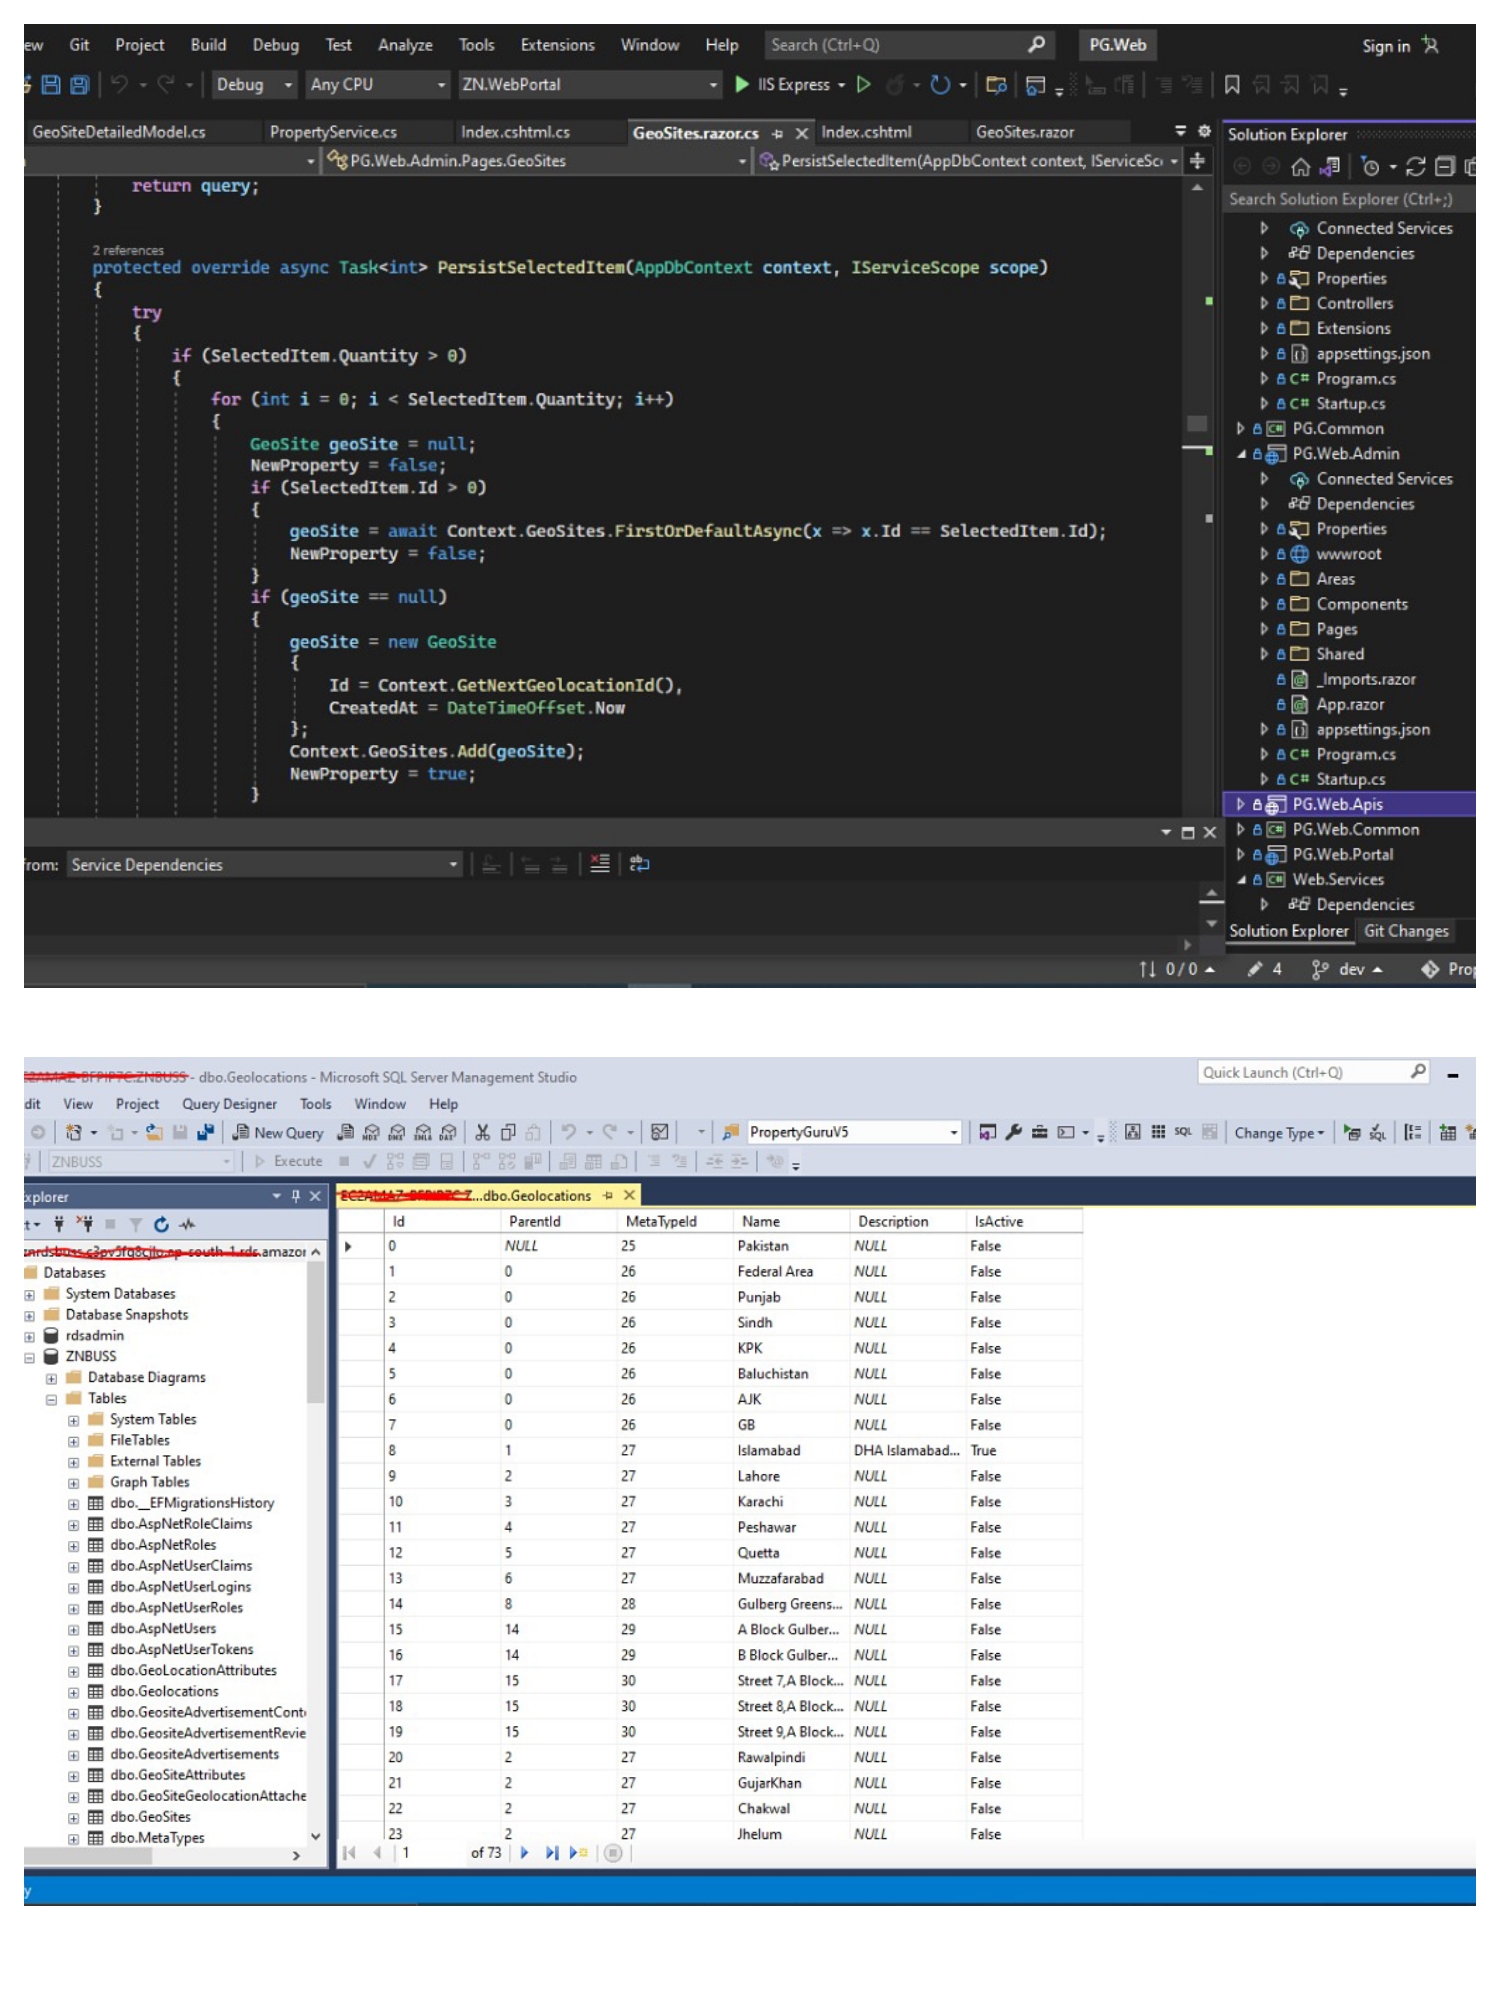 ew Git Project Build Debug Test Analyze Tools Extensions Window Help Search (Ctrl+Q) PG.Web Sign in
Debug Any CPU ZN.WebPortal IIS Express
GeoSiteDetailedModel.cs PropertyService.cs Index.cshtml.cs GeoSites.razor.cs Index.cshtml GeoSites.razor
PG.Web.Admin.Pages.GeoSites PersistSelectedItem(AppDbContext context, IServiceSc
return query;
}
2 references
protected override async Task<int> PersistSelectedItem(AppDbContext context, IServiceScope scope)
{
try
{
if (SelectedItem.Quantity > 0)
{
for (int i = 0; i < SelectedItem.Quantity; i++)
{
GeoSite geoSite = null;
NewProperty = false;
if (SelectedItem.Id > 0)
{
geoSite = await Context.GeoSites.FirstOrDefaultAsync(x => x.Id == SelectedItem.Id);
NewProperty = false;
}
if (geoSite == null)
{
geoSite = new GeoSite
{
Id = Context.GetNextGeolocationId(),
CreatedAt = DateTimeOffset.Now
};
Context.GeoSites.Add(geoSite);
NewProperty = true;
}
rom: Service Dependencies
Solution Explorer
Search Solution Explorer (Ctrl+;)
Connected Services
Dependencies
Properties
Controllers
Extensions
appsettings.json
C# Program.cs
C# Startup.cs
C# PG.Common
PG.Web.Admin
Connected Services
Dependencies
Properties
wwwroot
Areas
Components
Pages
Shared
_Imports.razor
App.razor
appsettings.json
C# Program.cs
C# Startup.cs
PG.Web.Apis
C# PG.Web.Common
PG.Web.Portal
C# Web.Services
Dependencies
Solution Explorer Git Changes
0 / 0 4 dev Prop
- dbo.Geolocations - Microsoft SQL Server Management Studio Quick Launch (Ctrl+Q)
dit View Project Query Designer Tools Window Help
New Query MDX DMX XMLA DAX PropertyGuruV5 SQL Change Type SQL
ZNBUSS Execute
xplorer
.amazor
Databases
System Databases
Database Snapshots
rdsadmin
ZNBUSS
Database Diagrams
Tables
System Tables
FileTables
External Tables
Graph Tables
dbo.__EFMigrationsHistory
dbo.AspNetRoleClaims
dbo.AspNetRoles
dbo.AspNetUserClaims
dbo.AspNetUserLogins
dbo.AspNetUserRoles
dbo.AspNetUsers
dbo.AspNetUserTokens
dbo.GeoLocationAttributes
dbo.Geolocations
dbo.GeositeAdvertisementCont
dbo.GeositeAdvertisementRevie
dbo.GeositeAdvertisements
dbo.GeoSiteAttributes
dbo.GeoSiteGeolocationAttache
dbo.GeoSites
dbo.MetaTypes
Z...dbo.Geolocations
Id ParentId MetaTypeId Name Description IsActive
0 NULL 25 Pakistan NULL False
1 0 26 Federal Area NULL False
2 0 26 Punjab NULL False
3 0 26 Sindh NULL False
4 0 26 KPK NULL False
5 0 26 Baluchistan NULL False
6 0 26 AJK NULL False
7 0 26 GB NULL False
8 1 27 Islamabad DHA Islamabad... True
9 2 27 Lahore NULL False
10 3 27 Karachi NULL False
11 4 27 Peshawar NULL False
12 5 27 Quetta NULL False
13 6 27 Muzzafarabad NULL False
14 8 28 Gulberg Greens... NULL False
15 14 29 A Block Gulber... NULL False
16 14 29 B Block Gulber... NULL False
17 15 30 Street 7,A Block... NULL False
18 15 30 Street 8,A Block... NULL False
19 15 30 Street 9,A Block... NULL False
20 2 27 Rawalpindi NULL False
21 2 27 GujarKhan NULL False
22 2 27 Chakwal NULL False
23 2 27 Jhelum NULL False
1 of 73
y